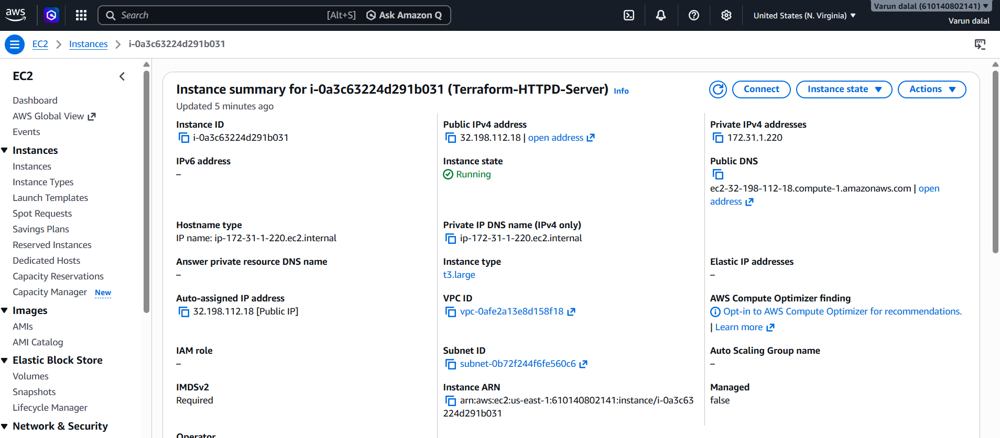 aws
Search [Alt+S] Ask Amazon Q
United States (N. Virginia)
Varun dalal (610140802141)
Varun dalal
EC2 Instances i-0a3c63224d291b031
EC2
Dashboard
AWS Global View
Events
Instances
Instances
Instance Types
Launch Templates
Spot Requests
Savings Plans
Reserved Instances
Dedicated Hosts
Capacity Reservations
Capacity Manager New
Images
AMIs
AMI Catalog
Elastic Block Store
Volumes
Snapshots
Lifecycle Manager
Network & Security
Instance summary for i-0a3c63224d291b031 (Terraform-HTTPD-Server) Info
Connect
Instance state
Actions
Updated 5 minutes ago
Instance ID
i-0a3c63224d291b031
Public IPv4 address
32.198.112.18 | open address
Private IPv4 addresses
172.31.1.220
IPv6 address
–
Instance state
Running
Public DNS
ec2-32-198-112-18.compute-1.amazonaws.com | open
address
Hostname type
IP name: ip-172-31-1-220.ec2.internal
Private IP DNS name (IPv4 only)
ip-172-31-1-220.ec2.internal
Answer private resource DNS name
–
Instance type
t3.large
Elastic IP addresses
–
Auto-assigned IP address
32.198.112.18 [Public IP]
VPC ID
vpc-0afe2a13e8d158f18
AWS Compute Optimizer finding
Opt-in to AWS Compute Optimizer for recommendations.
| Learn more
IAM role
–
Subnet ID
subnet-0b72f244f6fe560c6
Auto Scaling Group name
–
IMDSv2
Required
Instance ARN
arn:aws:ec2:us-east-1:610140802141:instance/i-0a3c63
224d291b031
Managed
false
Operator